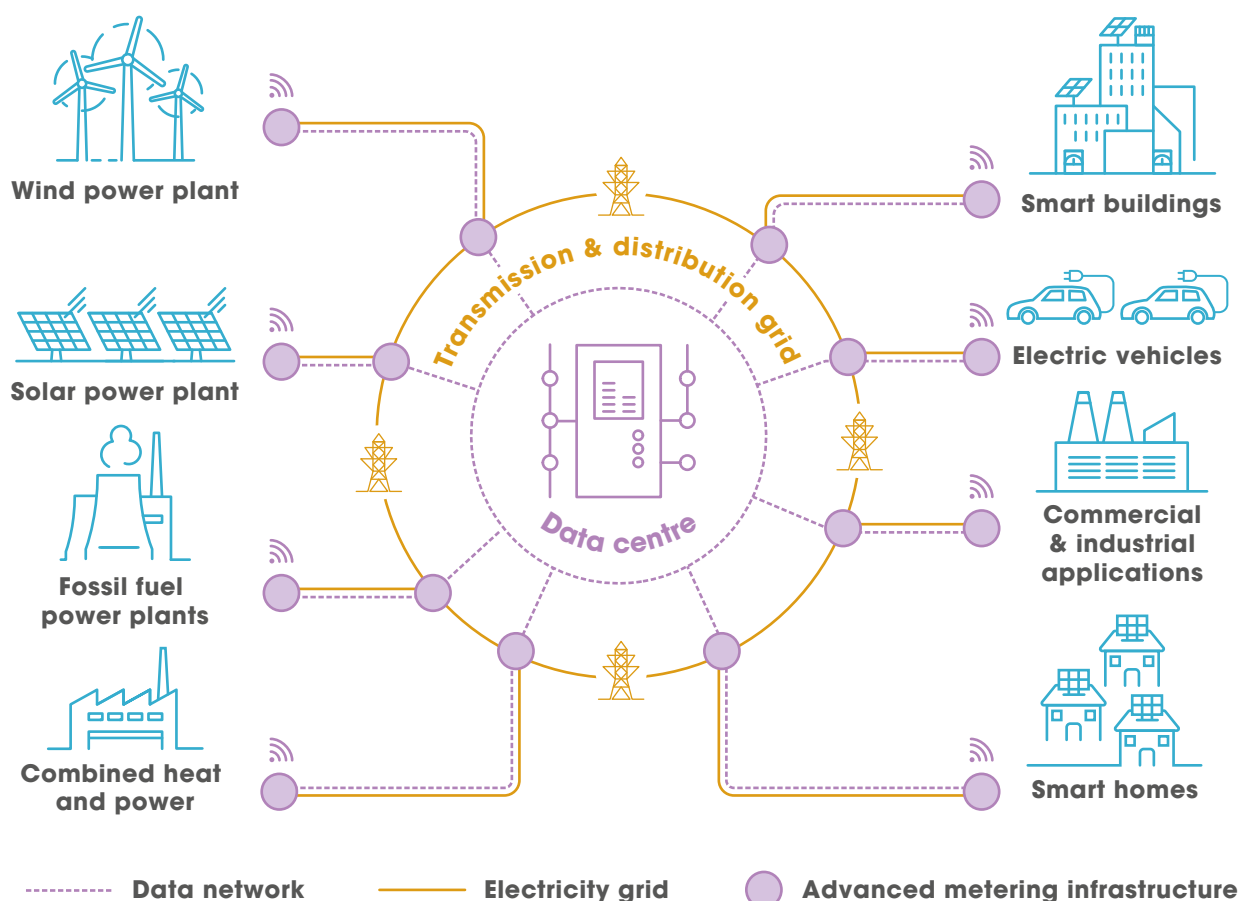 Wind power plant
Solar power plant
Fossil fuel
power plants
Combined heat
and power
Transmission & distribution grid
Data centre
Smart buildings
Electric vehicles
Commercial
& industrial
applications
Smart homes
Data network
Electricity grid
Advanced metering infrastructure